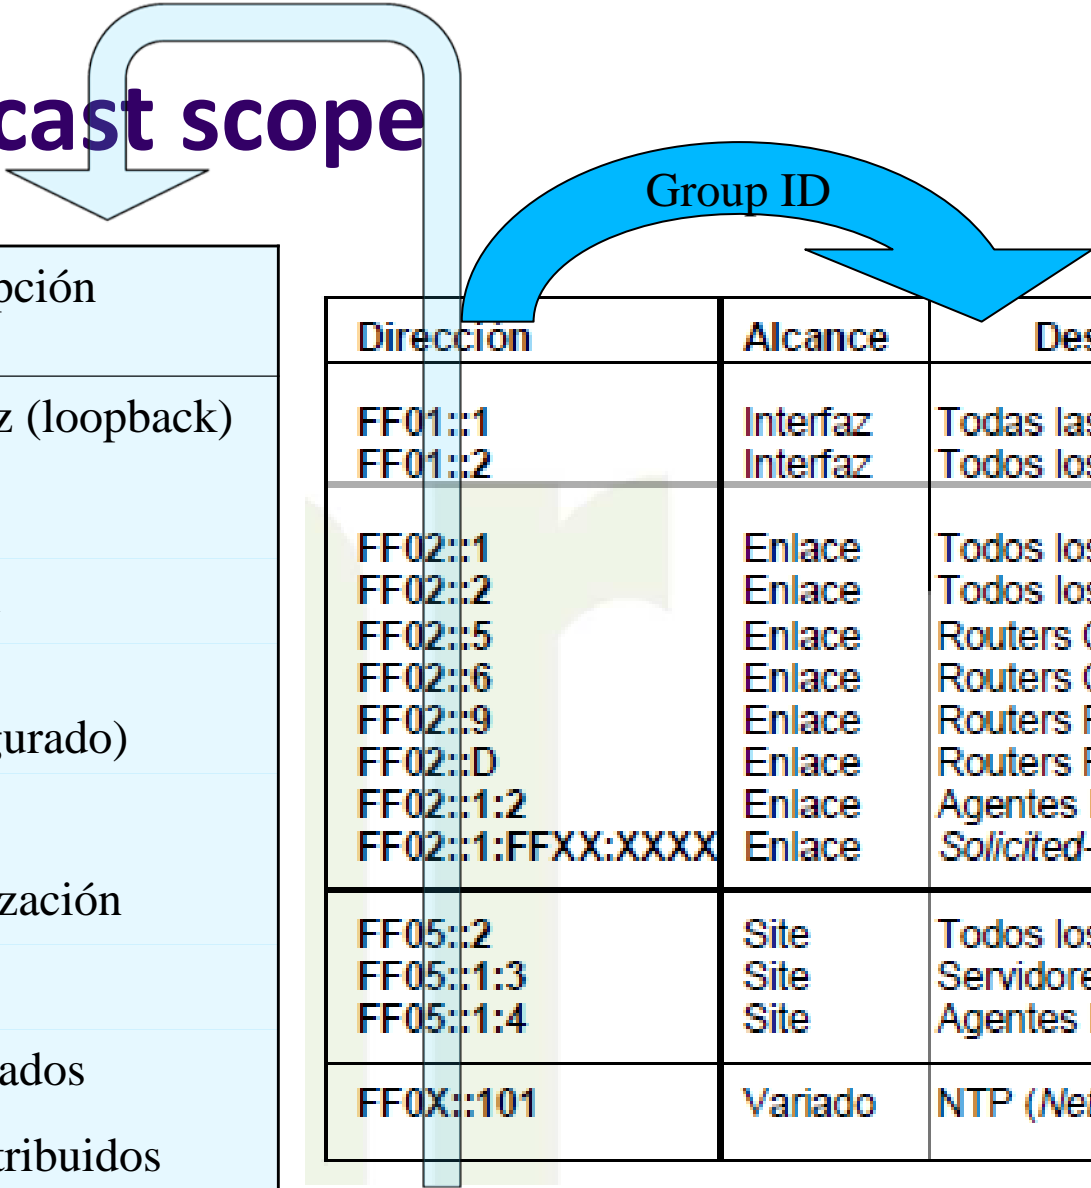 cast scope
Group ID
pción
z (loopback)
gurado)
zación
ados
tribuidos
Dirección Alcance Des
FF01::1 Interfaz Todas las
FF01::2 Interfaz Todos los
FF02::1 Enlace Todos los
FF02::2 Enlace Todos los
FF02::5 Enlace Routers
FF02::6 Enlace Routers
FF02::9 Enlace Routers
FF02::D Enlace Routers
FF02::1:2 Enlace Agentes
FF02::1:FFXX:XXXX Enlace Solicited-
FF05::2 Site Todos los
FF05::1:3 Site Servidore
FF05::1:4 Site Agentes
FF0X::101 Variado NTP (Net